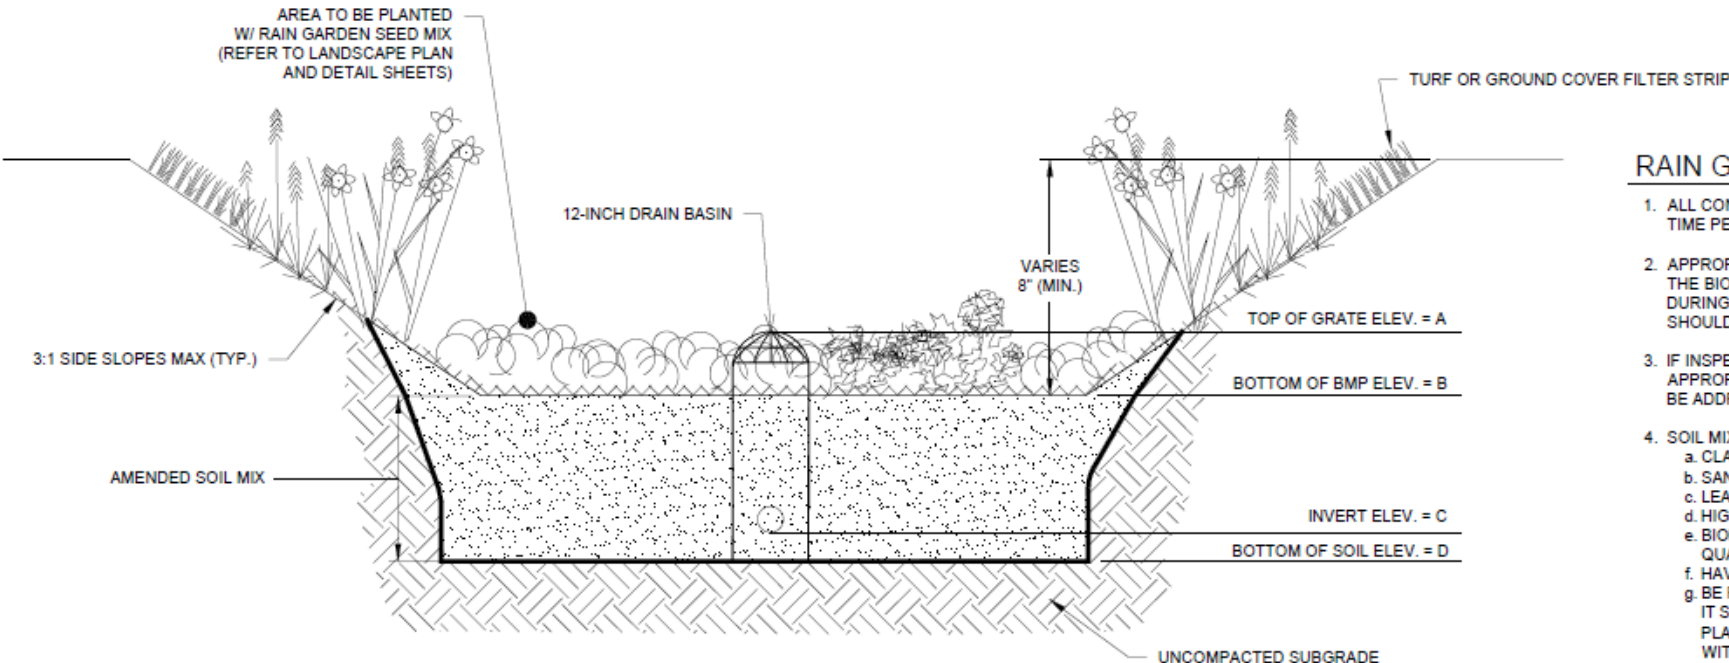 AREA TO BE PLANTED
W/ RAIN GARDEN SEED MIX
(REFER TO LANDSCAPE PLAN
AND DETAIL SHEETS)
TURF OR GROUND COVER FILTER STRIP
12-INCH DRAIN BASIN
VARIES
8" (MIN.)
TOP OF GRATE ELEV. = A
3:1 SIDE SLOPES MAX (TYP.)
BOTTOM OF BMP ELEV. = B
AMENDED SOIL MIX
INVERT ELEV. = C
BOTTOM OF SOIL ELEV. = D
UNCOMPACTED SUBGRADE
RAIN G
1. ALL CON
TIME PE
2. APPROP
THE BIO
DURING
SHOULD
3. IF INSPE
APPROP
BE ADDR
4. SOIL MIX
a. CLA
b. SAN
c. LEA
d. HIG
e. BIO
QUA
f. HAV
g. BE
IT S
PLA
WIT